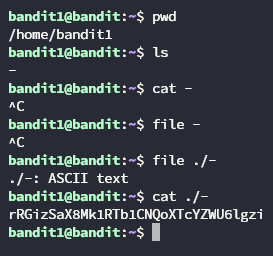 bandit1@bandit:~$ pwd
/home/bandit1
bandit1@bandit:~$ ls
-
bandit1@bandit:~$ cat -
^C
bandit1@bandit:~$ file -
^C
bandit1@bandit:~$ file ./-
./-: ASCII text
bandit1@bandit:~$ cat ./-
rRGizSaX8Mk1RTb1CNQoXTcYZWU6lgzi
bandit1@bandit:~$